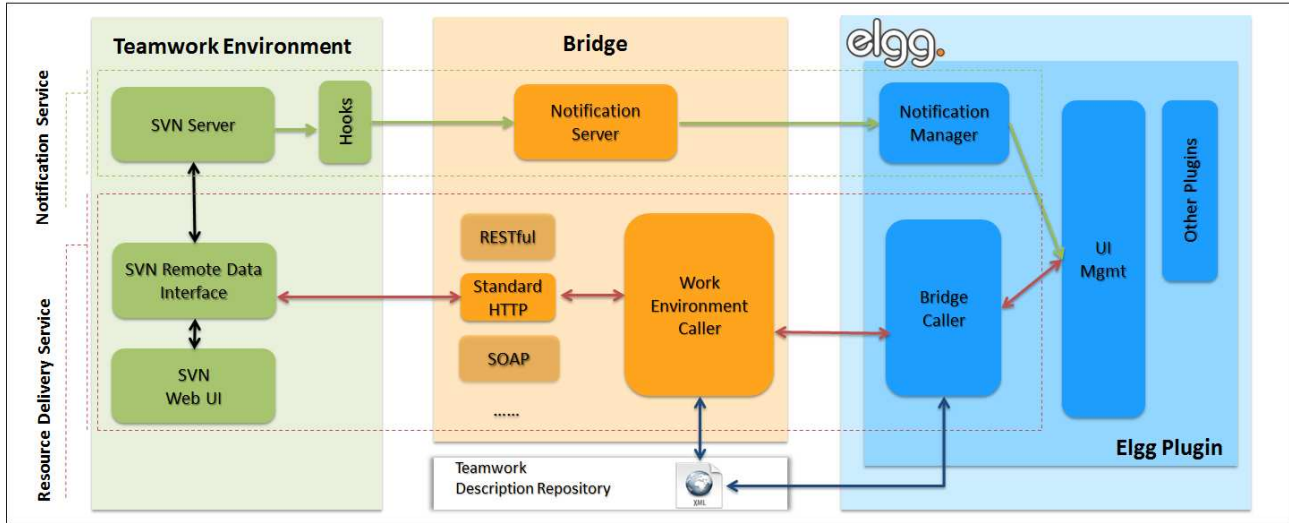 Teamwork Environment
Bridge
elgg.
Notification Service
SVN Server
Hooks
Notification
Server
Notification
Manager
UI
Mgmt
Other Plugins
Resource Delivery Service
SVN Remote Data
Interface
SVN
Web UI
RESTful
Standard
HTTP
SOAP
......
Work
Environment
Caller
Bridge
Caller
Elgg Plugin
Teamwork
Description Repository
XML